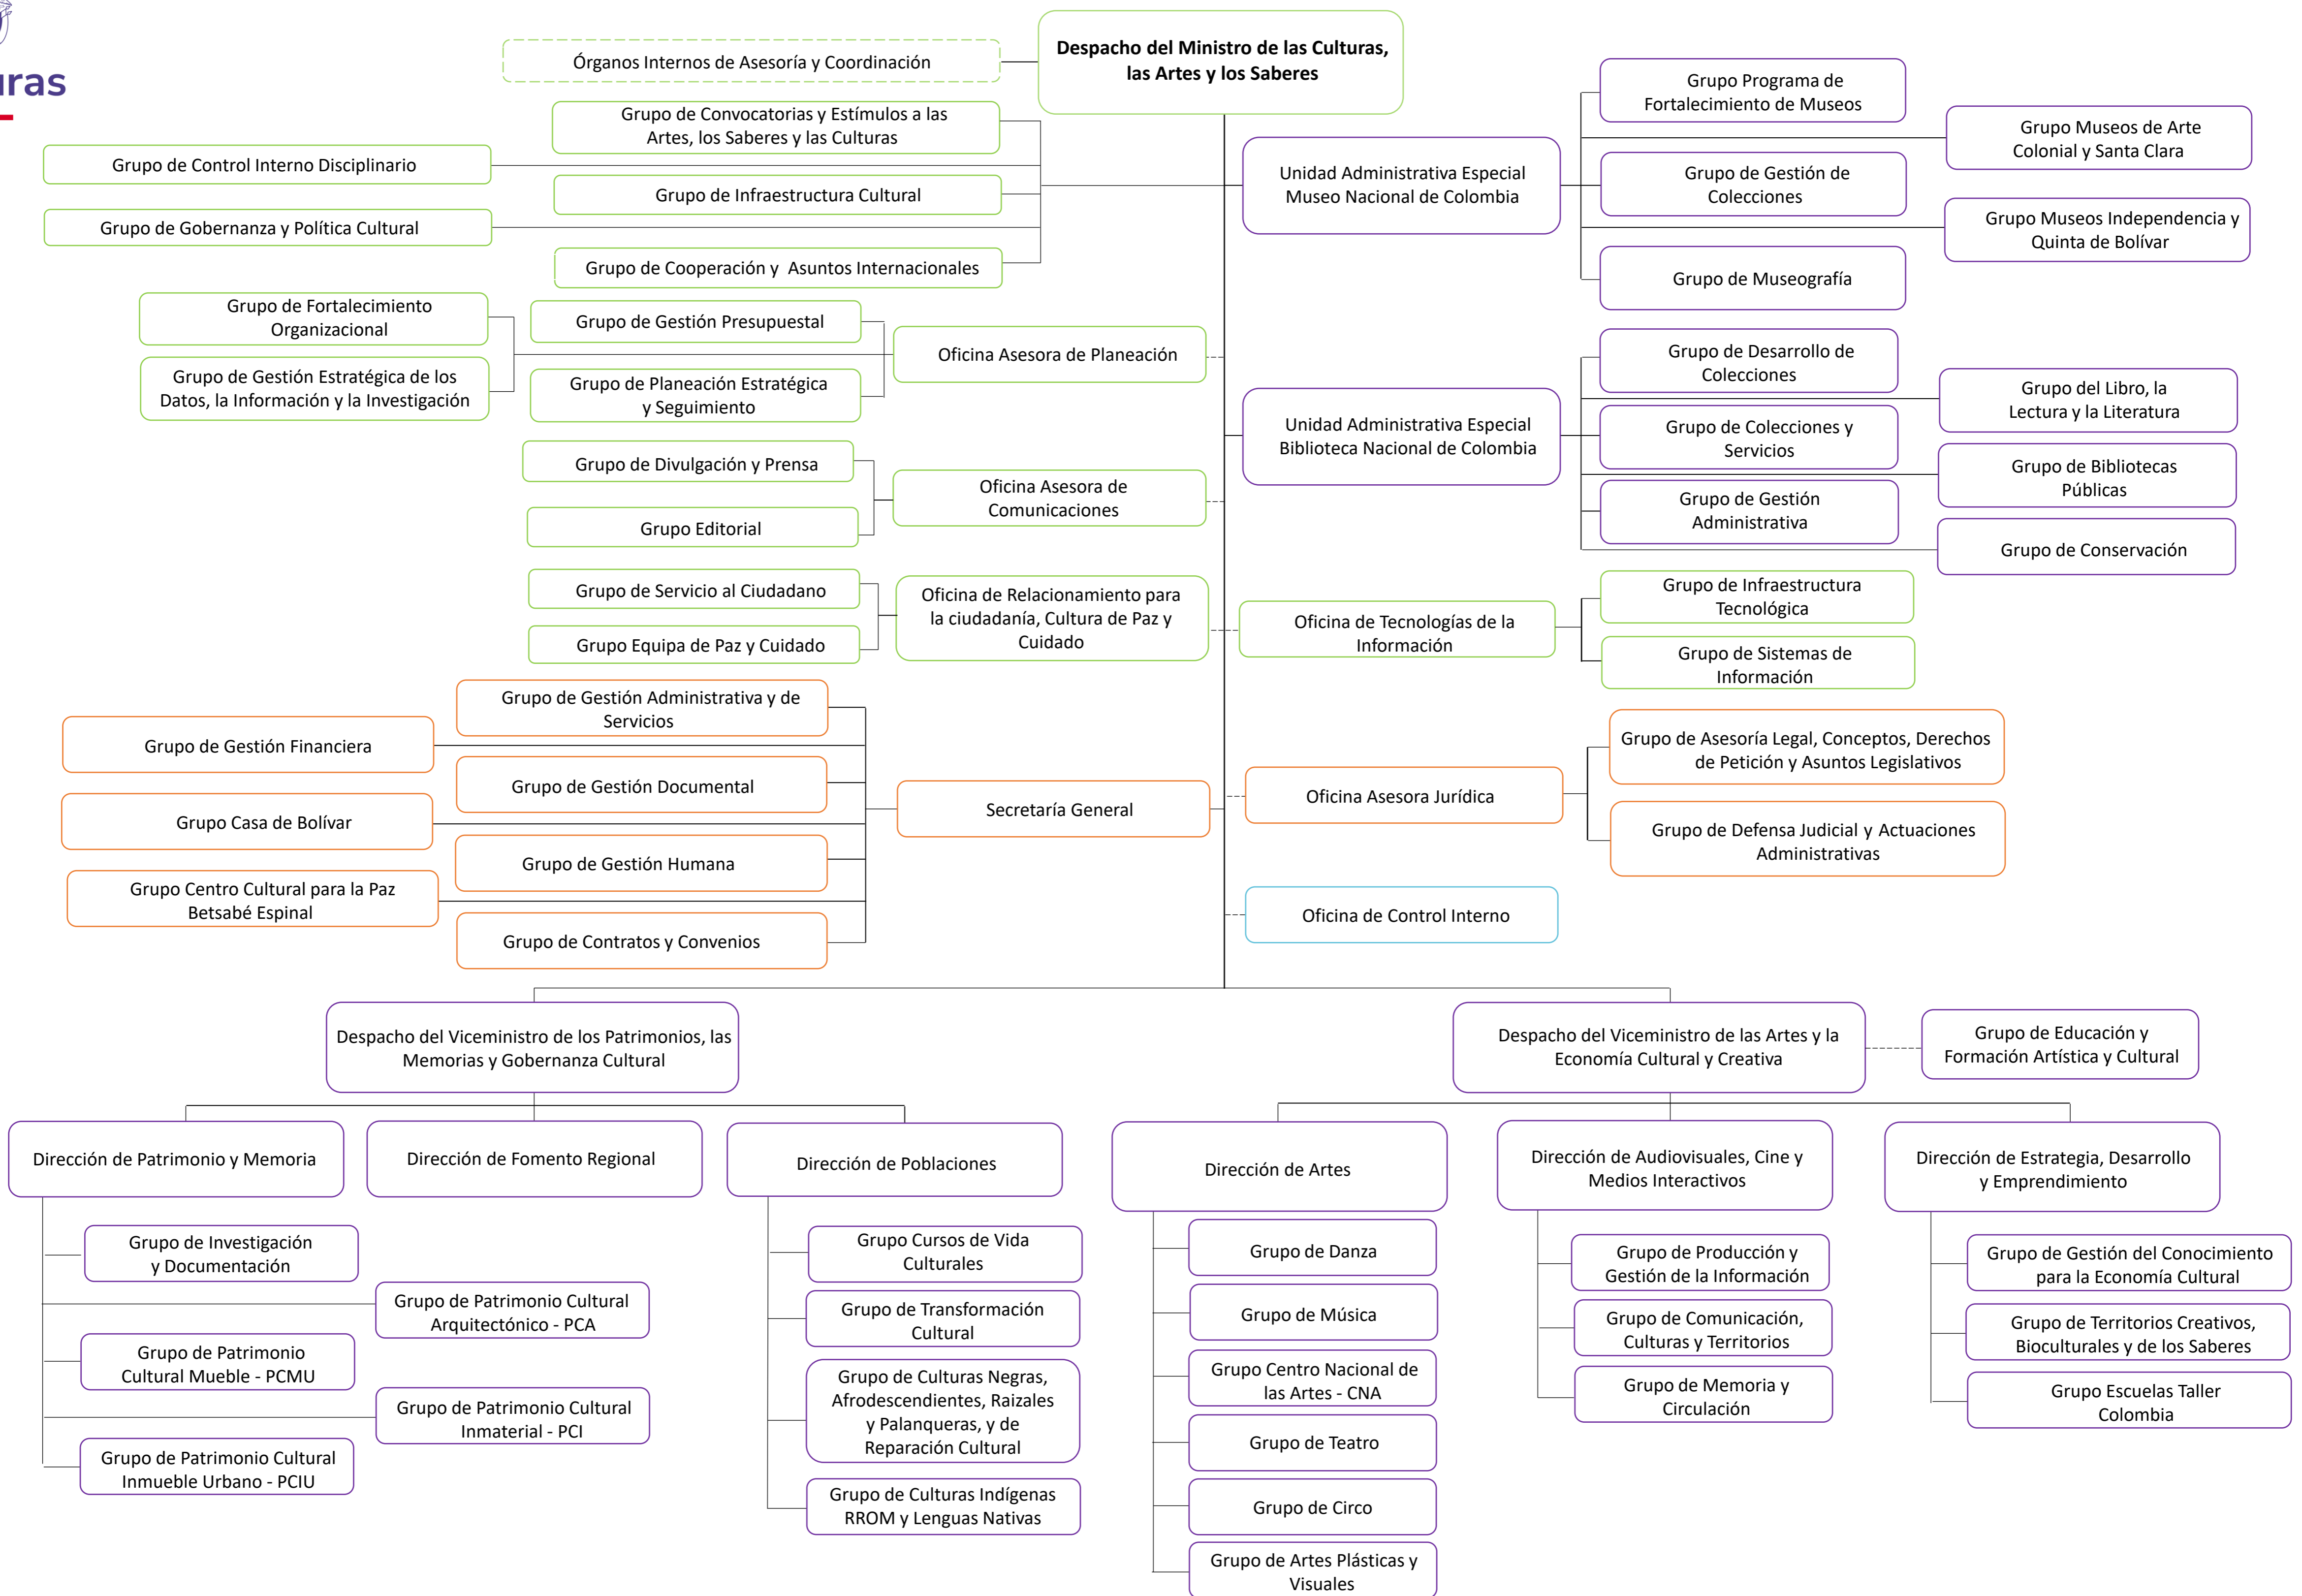 uras
Despacho del Ministro de las Culturas,
las Artes y los Saberes
Órganos Internos de Asesoría y Coordinación
Grupo de Convocatorias y Estímulos a las
Artes, los Saberes y las Culturas
Grupo de Control Interno Disciplinario
Grupo de Infraestructura Cultural
Grupo de Gobernanza y Política Cultural
Grupo de Cooperación y Asuntos Internacionales
Unidad Administrativa Especial
Museo Nacional de Colombia
Grupo Programa de
Fortalecimiento de Museos
Grupo Museos de Arte
Colonial y Santa Clara
Grupo de Gestión de
Colecciones
Grupo Museos Independencia y
Quinta de Bolívar
Grupo de Museografía
Grupo de Fortalecimiento
Organizacional
Grupo de Gestión Estratégica de los
Datos, la Información y la Investigación
Grupo de Gestión Presupuestal
Grupo de Planeación Estratégica
y Seguimiento
Oficina Asesora de Planeación
Unidad Administrativa Especial
Biblioteca Nacional de Colombia
Grupo de Desarrollo de
Colecciones
Grupo del Libro, la
Lectura y la Literatura
Grupo de Colecciones y
Servicios
Grupo de Bibliotecas
Públicas
Grupo de Gestión
Administrativa
Grupo de Conservación
Grupo de Divulgación y Prensa
Grupo Editorial
Oficina Asesora de
Comunicaciones
Grupo de Servicio al Ciudadano
Grupo Equipa de Paz y Cuidado
Oficina de Relacionamiento para
la ciudadanía, Cultura de Paz y
Cuidado
Oficina de Tecnologías de la
Información
Grupo de Infraestructura
Tecnológica
Grupo de Sistemas de
Información
Grupo de Gestión Administrativa y de
Servicios
Grupo de Gestión Financiera
Grupo de Gestión Documental
Grupo Casa de Bolívar
Grupo de Gestión Humana
Grupo Centro Cultural para la Paz
Betsabé Espinal
Grupo de Contratos y Convenios
Secretaría General
Oficina Asesora Jurídica
Grupo de Asesoría Legal, Conceptos, Derechos
de Petición y Asuntos Legislativos
Grupo de Defensa Judicial y Actuaciones
Administrativas
Oficina de Control Interno
Despacho del Viceministro de los Patrimonios, las
Memorias y Gobernanza Cultural
Despacho del Viceministro de las Artes y la
Economía Cultural y Creativa
Grupo de Educación y
Formación Artística y Cultural
Dirección de Patrimonio y Memoria
Dirección de Fomento Regional
Dirección de Poblaciones
Dirección de Artes
Dirección de Audiovisuales, Cine y
Medios Interactivos
Dirección de Estrategia, Desarrollo
y Emprendimiento
Grupo de Investigación
y Documentación
Grupo de Patrimonio Cultural
Arquitectónico - PCA
Grupo de Patrimonio
Cultural Mueble - PCMU
Grupo de Patrimonio Cultural
Inmaterial - PCI
Grupo de Patrimonio Cultural
Inmueble Urbano - PCIU
Grupo Cursos de Vida
Culturales
Grupo de Transformación
Cultural
Grupo de Culturas Negras,
Afrodescendientes, Raizales
y Palanqueras, y de
Reparación Cultural
Grupo de Culturas Indígenas
RROM y Lenguas Nativas
Grupo de Danza
Grupo de Música
Grupo Centro Nacional de
las Artes - CNA
Grupo de Teatro
Grupo de Circo
Grupo de Artes Plásticas y
Visuales
Grupo de Producción y
Gestión de la Información
Grupo de Comunicación,
Culturas y Territorios
Grupo de Memoria y
Circulación
Grupo de Gestión del Conocimiento
para la Economía Cultural
Grupo de Territorios Creativos,
Bioculturales y de los Saberes
Grupo Escuelas Taller
Colombia